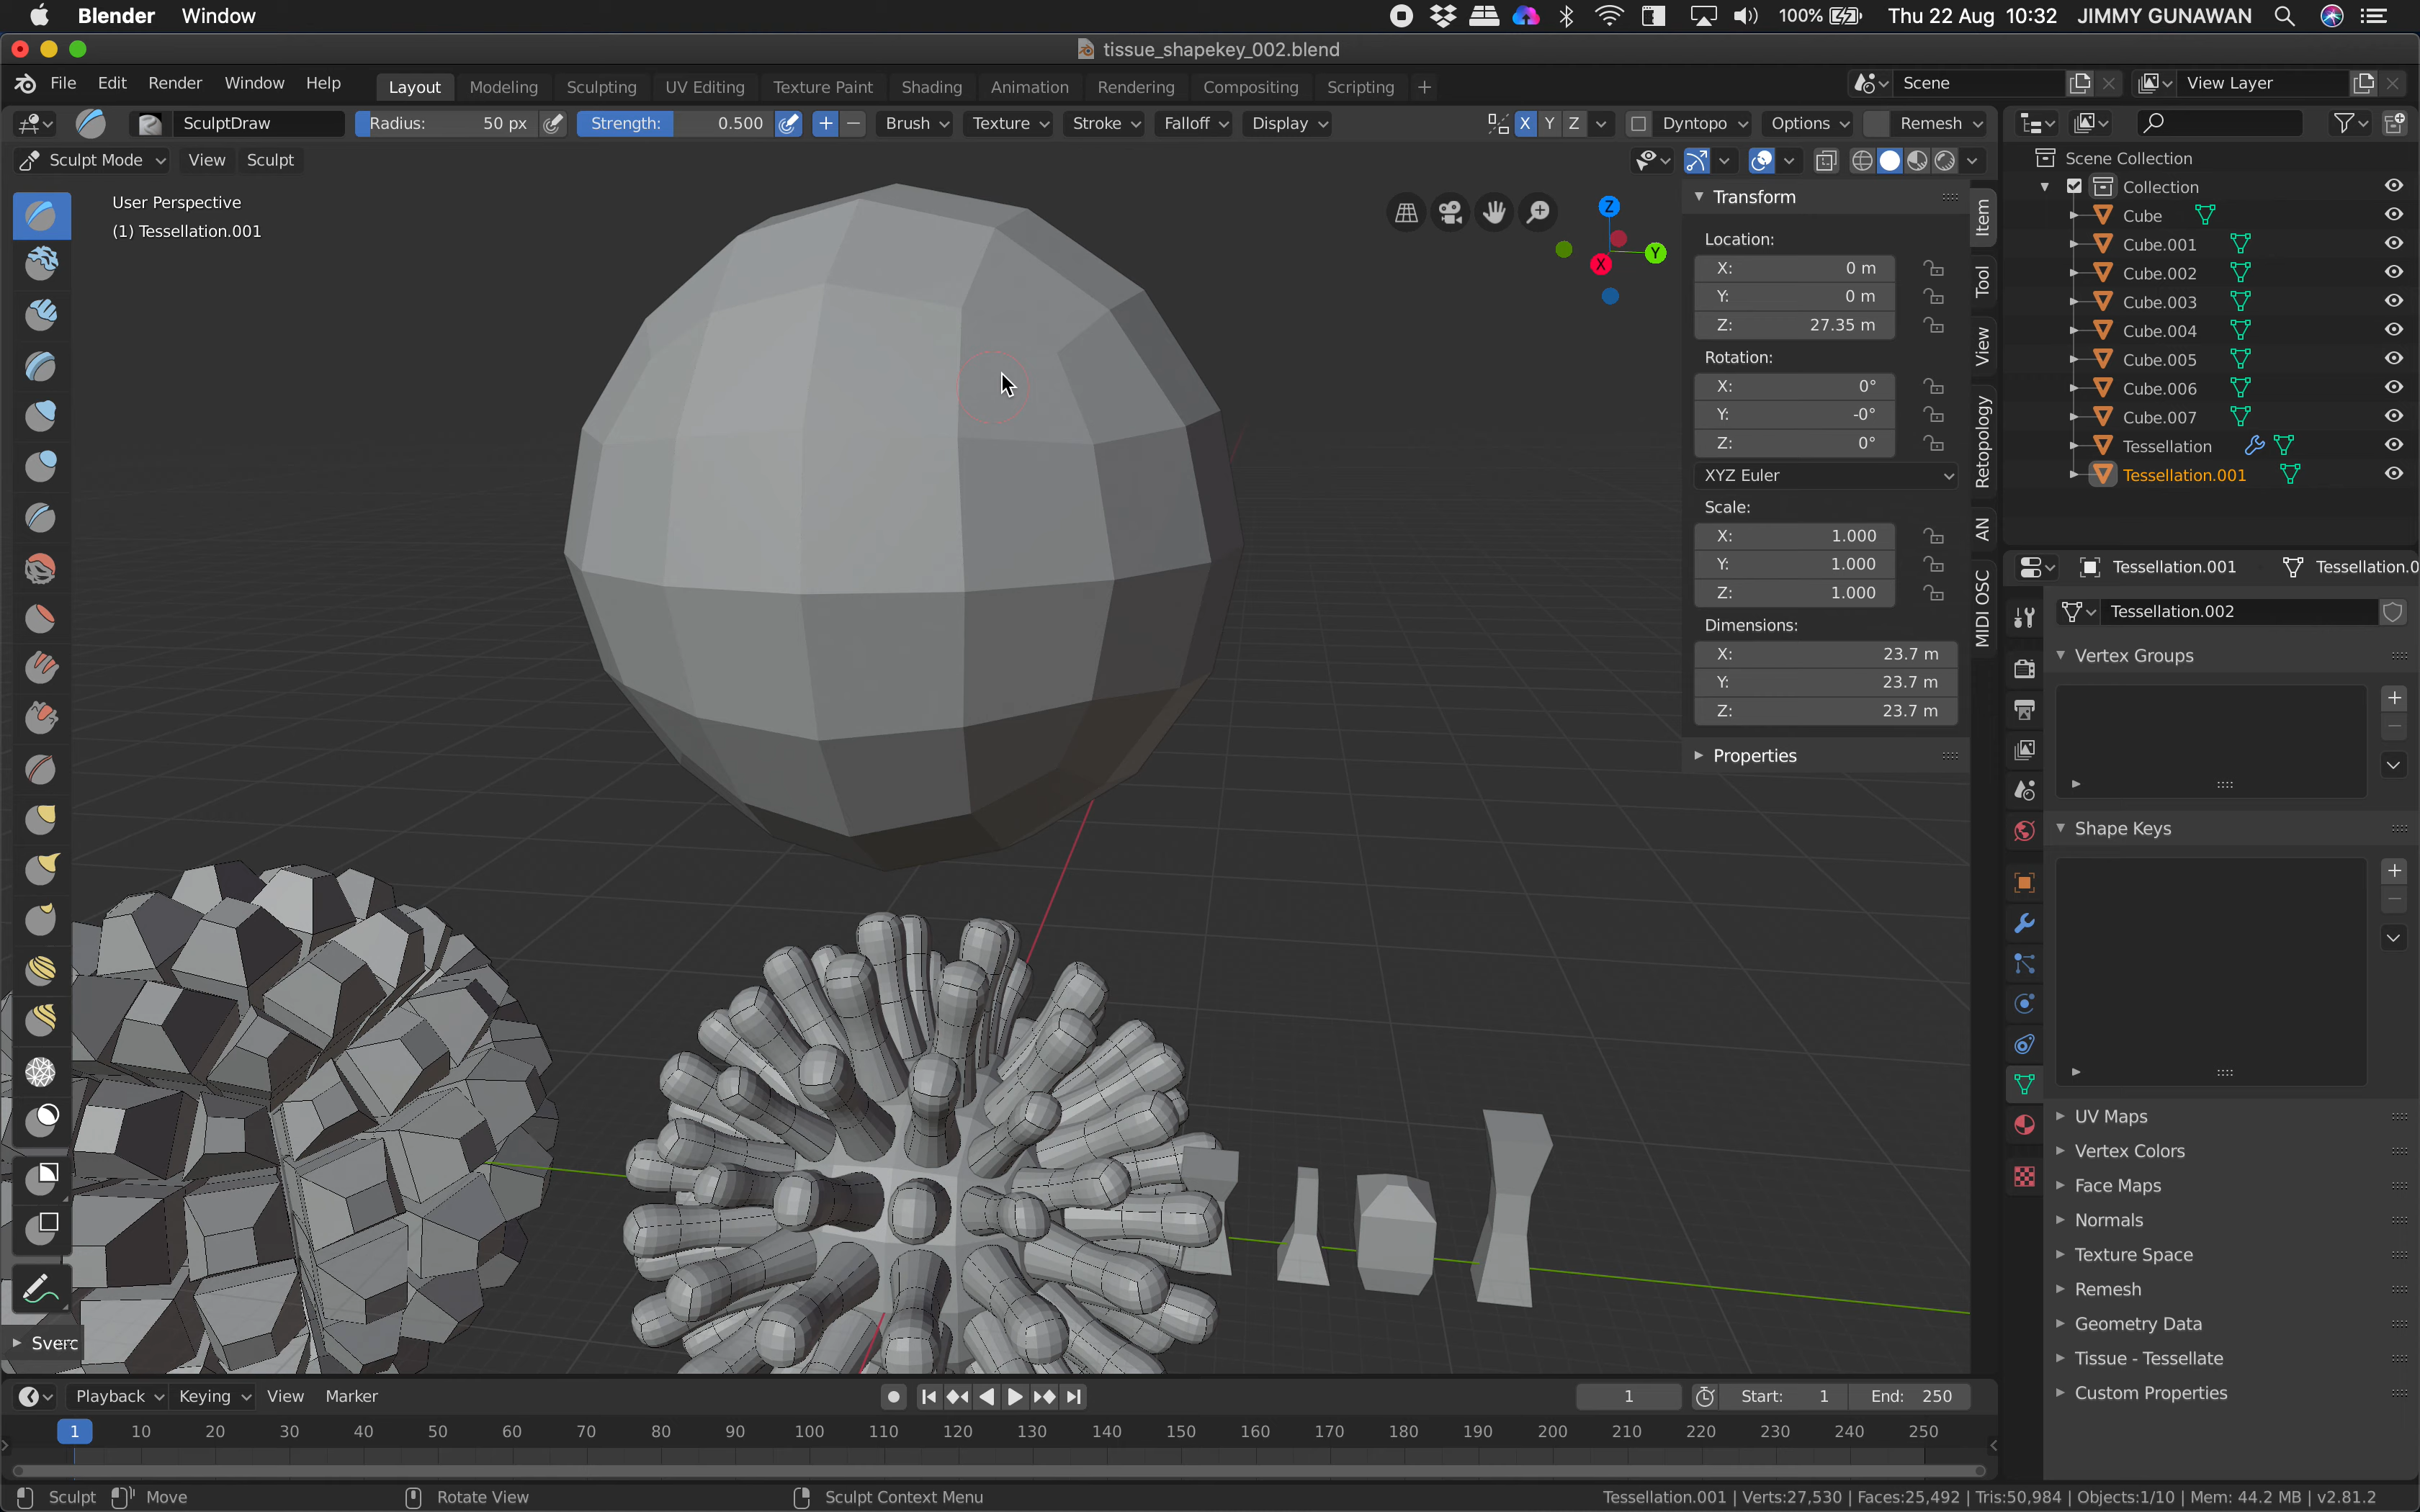 Blender Window 100% Thu 22 Aug 10:32 JIMMY GUNAWAN
tissue_shapekey_002.blend
File Edit Render Window Help Layout Modeling Sculpting UV Editing Texture Paint Shading Animation Rendering Compositing Scripting + Scene View Layer
SculptDraw Radius: 50 px Strength: 0.500 Brush Texture Stroke Falloff Display X Y Z Dyntopo Options Remesh
Sculpt Mode View Sculpt
User Perspective
(1) Tessellation.001
Z
Y
X
Transform
Location:
X: 0 m
Y: 0 m
Z: 27.35 m
Rotation:
X: 0°
Y: -0°
Z: 0°
XYZ Euler
Scale:
X: 1.000
Y: 1.000
Z: 1.000
Dimensions:
X: 23.7 m
Y: 23.7 m
Z: 23.7 m
Properties
Item
Tool
View
Retopology
AN
MIDI OSC
Scene Collection
Collection
Cube
Cube.001
Cube.002
Cube.003
Cube.004
Cube.005
Cube.006
Cube.007
Tessellation
Tessellation.001
Tessellation.001 Tessellation.0
Tessellation.002
Vertex Groups
Shape Keys
UV Maps
Vertex Colors
Face Maps
Normals
Texture Space
Remesh
Geometry Data
Tissue - Tessellate
Custom Properties
Sverc
Playback Keying View Marker 1 Start: 1 End: 250
1 10 20 30 40 50 60 70 80 90 100 110 120 130 140 150 160 170 180 190 200 210 220 230 240 250
Sculpt Move Rotate View Sculpt Context Menu Tessellation.001 | Verts:27,530 | Faces:25,492 | Tris:50,984 | Objects:1/10 | Mem: 44.2 MB | v2.81.2